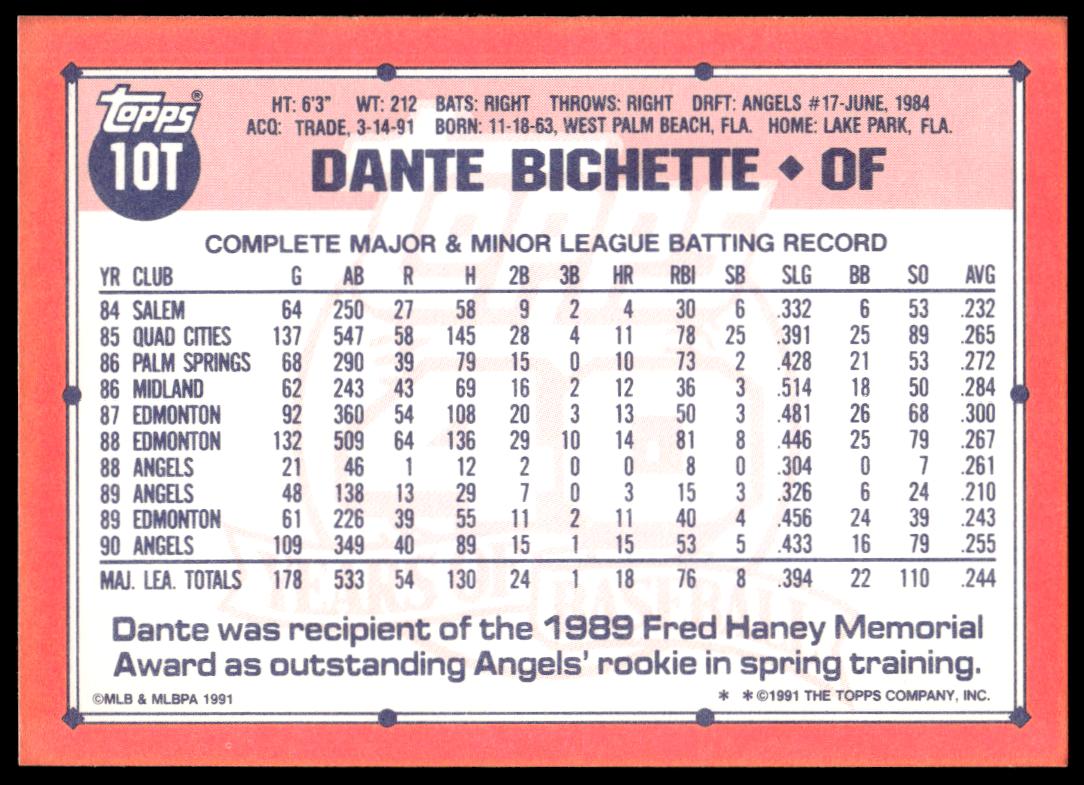 topps®
10T
HT: 6'3" WT: 212 BATS: RIGHT THROWS: RIGHT DRFT: ANGELS #17-JUNE, 1984
ACQ: TRADE, 3-14-91 BORN: 11-18-63, WEST PALM BEACH, FLA. HOME: LAKE PARK, FLA.
DANTE BICHETTE ◆ OF
COMPLETE MAJOR & MINOR LEAGUE BATTING RECORD
YR CLUB G AB R H 2B 3B HR RBI SB SLG BB SO AVG
84 SALEM 64 250 27 58 9 2 4 30 6 .332 6 53 .232
85 QUAD CITIES 137 547 58 145 28 4 11 78 25 .391 25 89 .265
86 PALM SPRINGS 68 290 39 79 15 0 10 73 2 .428 21 53 .272
86 MIDLAND 62 243 43 69 16 2 12 36 3 .514 18 50 .284
87 EDMONTON 92 360 54 108 20 3 13 50 3 .481 26 68 .300
88 EDMONTON 132 509 64 136 29 10 14 81 8 .446 25 79 .267
88 ANGELS 21 46 1 12 2 0 0 8 0 .304 0 7 .261
89 ANGELS 48 138 13 29 7 0 3 15 3 .326 6 24 .210
89 EDMONTON 61 226 39 55 11 2 11 40 4 .456 24 39 .243
90 ANGELS 109 349 40 89 15 1 15 53 5 .433 16 79 .255
MAJ. LEA. TOTALS 178 533 54 130 24 1 18 76 8 .394 22 110 .244
TOPPS
40
YEARS OF BASEBALL
Dante was recipient of the 1989 Fred Haney Memorial
Award as outstanding Angels' rookie in spring training.
©MLB & MLBPA 1991 * * ©1991 THE TOPPS COMPANY, INC.